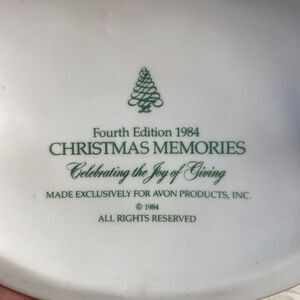 Fourth Edition 1984
CHRISTMAS MEMORIES
Celebrating the Joy of Giving
MADE EXCLUSIVELY FOR AVON PRODUCTS, INC.
© 1984
ALL RIGHTS RESERVED